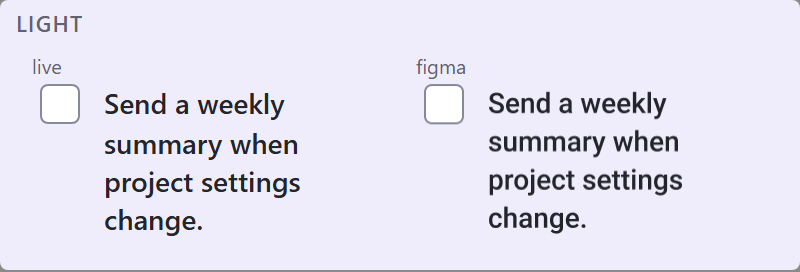 LIGHT
live
Send a weekly
summary when
project settings
change.
figma
Send a weekly
summary when
project settings
change.